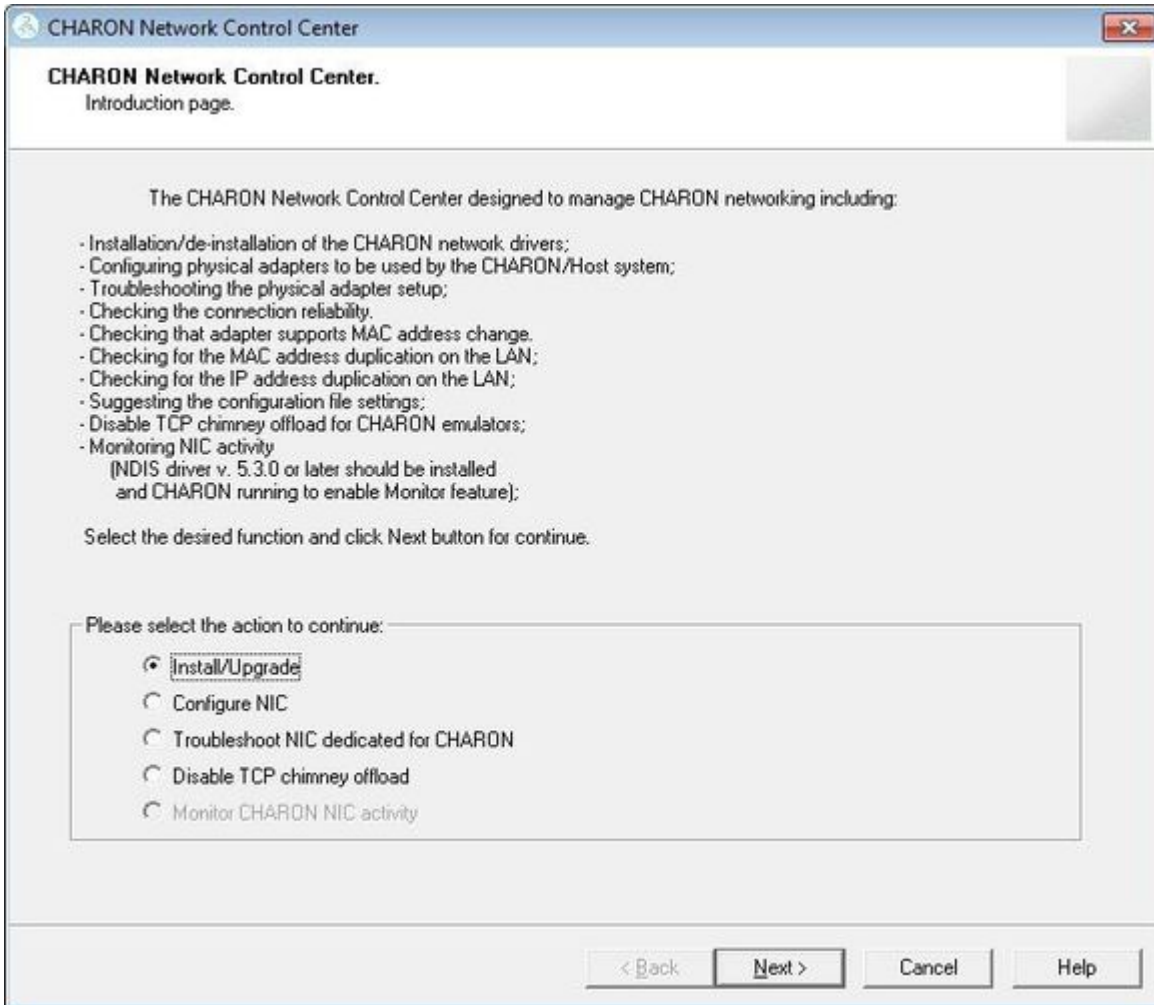 CHARON Network Control Center
CHARON Network Control Center.
Introduction page.
The CHARON Network Control Center designed to manage CHARON networking including:
- Installation/de-installation of the CHARON network drivers;
- Configuring physical adapters to be used by the CHARON/Host system;
- Troubleshooting the physical adapter setup;
- Checking the connection reliability.
- Checking that adapter supports MAC address change.
- Checking for the MAC address duplication on the LAN;
- Checking for the IP address duplication on the LAN;
- Suggesting the configuration file settings;
- Disable TCP chimney offload for CHARON emulators;
- Monitoring NIC activity
(NDIS driver v. 5.3.0 or later should be installed
and CHARON running to enable Monitor feature);
Select the desired function and click Next button for continue.
Please select the action to continue:
Install/Upgrade
Configure NIC
Troubleshoot NIC dedicated for CHARON
Disable TCP chimney offload
Monitor CHARON NIC activity
< Back Next > Cancel Help